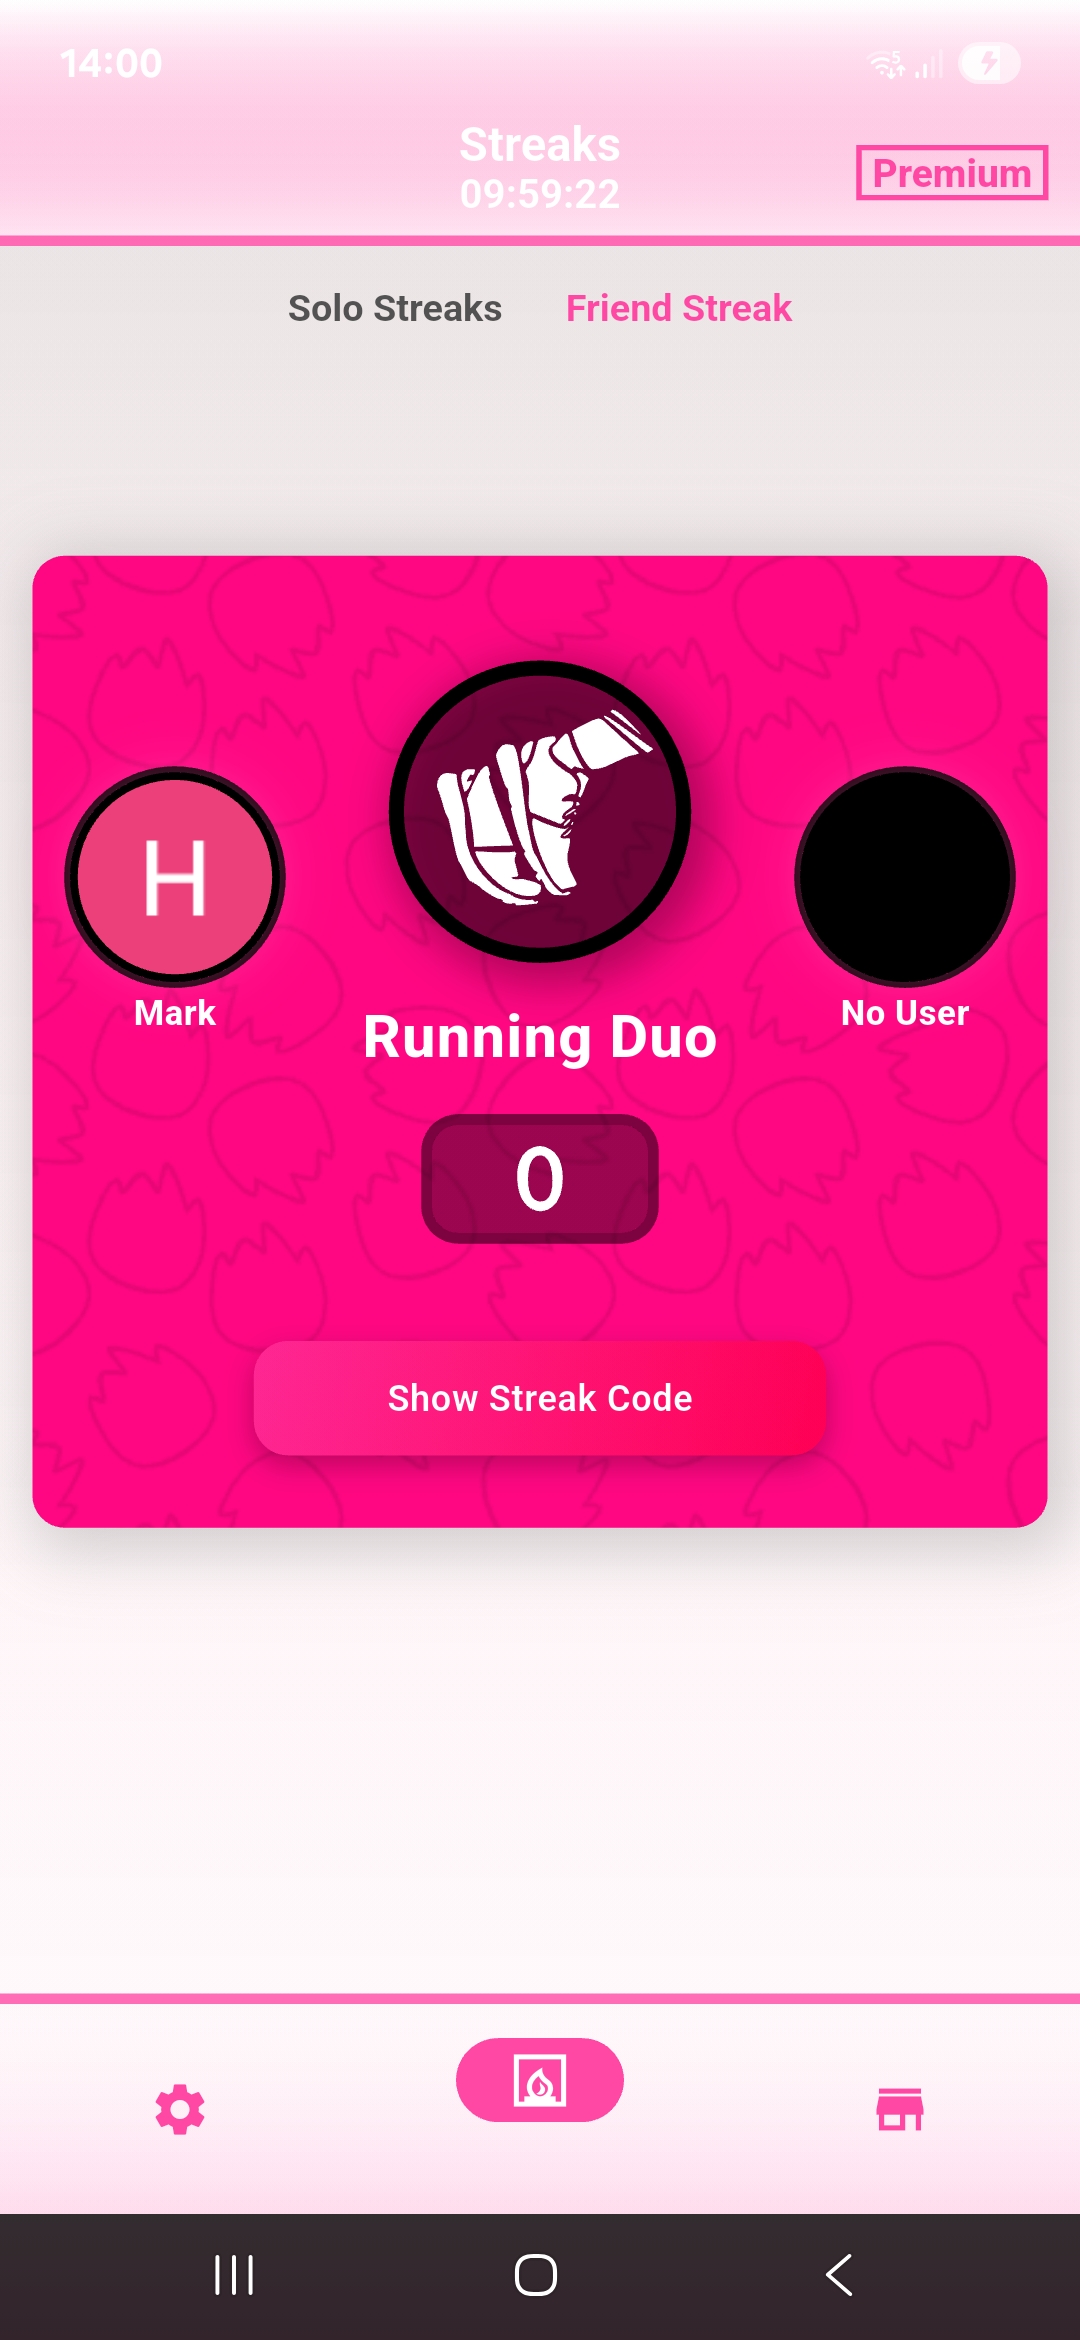 14:00
5
Streaks
09:59:22
Premium
Solo Streaks
Friend Streak
H
Mark
No User
Running Duo
0
Show Streak Code